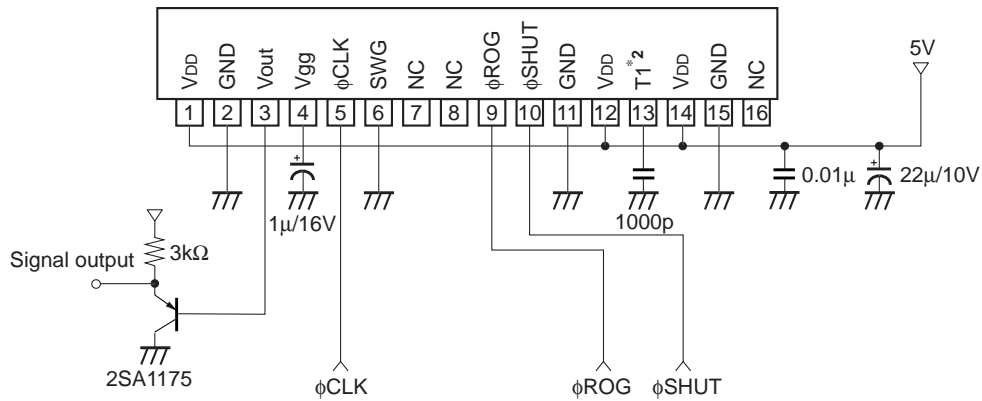 VDD GND Vout Vgg ϕCLK SWG NC NC ϕROG ϕSHUT GND VDD T1*2 VDD GND NC
1 2 3 4 5 6 7 8 9 10 11 12 13 14 15 16
5V
+
1μ/16V
1000p
0.01μ
+
22μ/10V
3kΩ
Signal output
2SA1175
ϕCLK
ϕROG
ϕSHUT